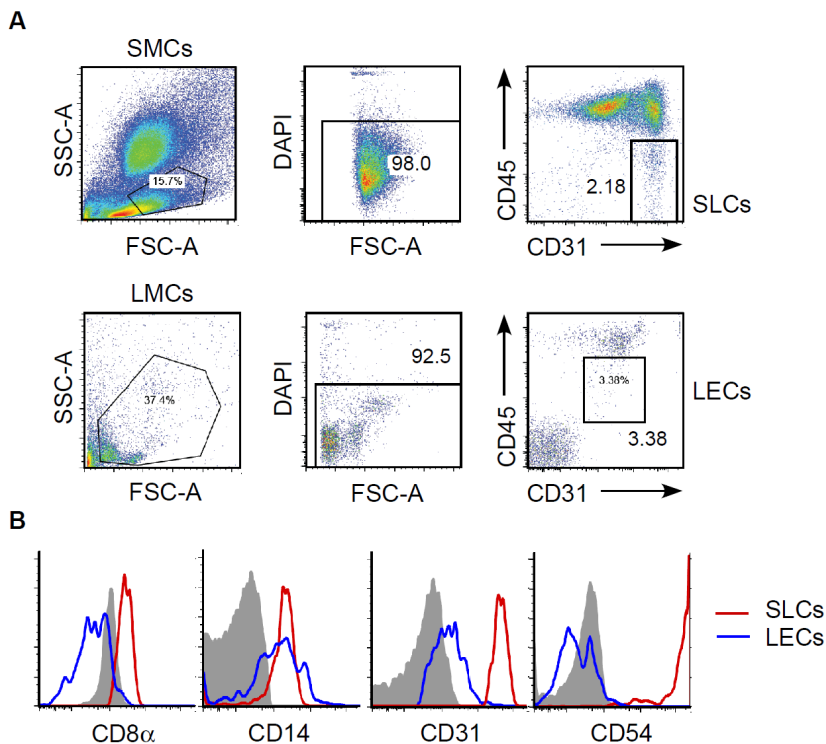 A
SMCs
SSC-A
15.7%
FSC-A
DAPI
98.0
FSC-A
CD45
2.18
CD31
SLCs
LMCs
SSC-A
37.4%
FSC-A
DAPI
92.5
FSC-A
CD45
3.38%
3.38
CD31
LECs
B
CD8α
CD14
CD31
CD54
SLCs
LECs